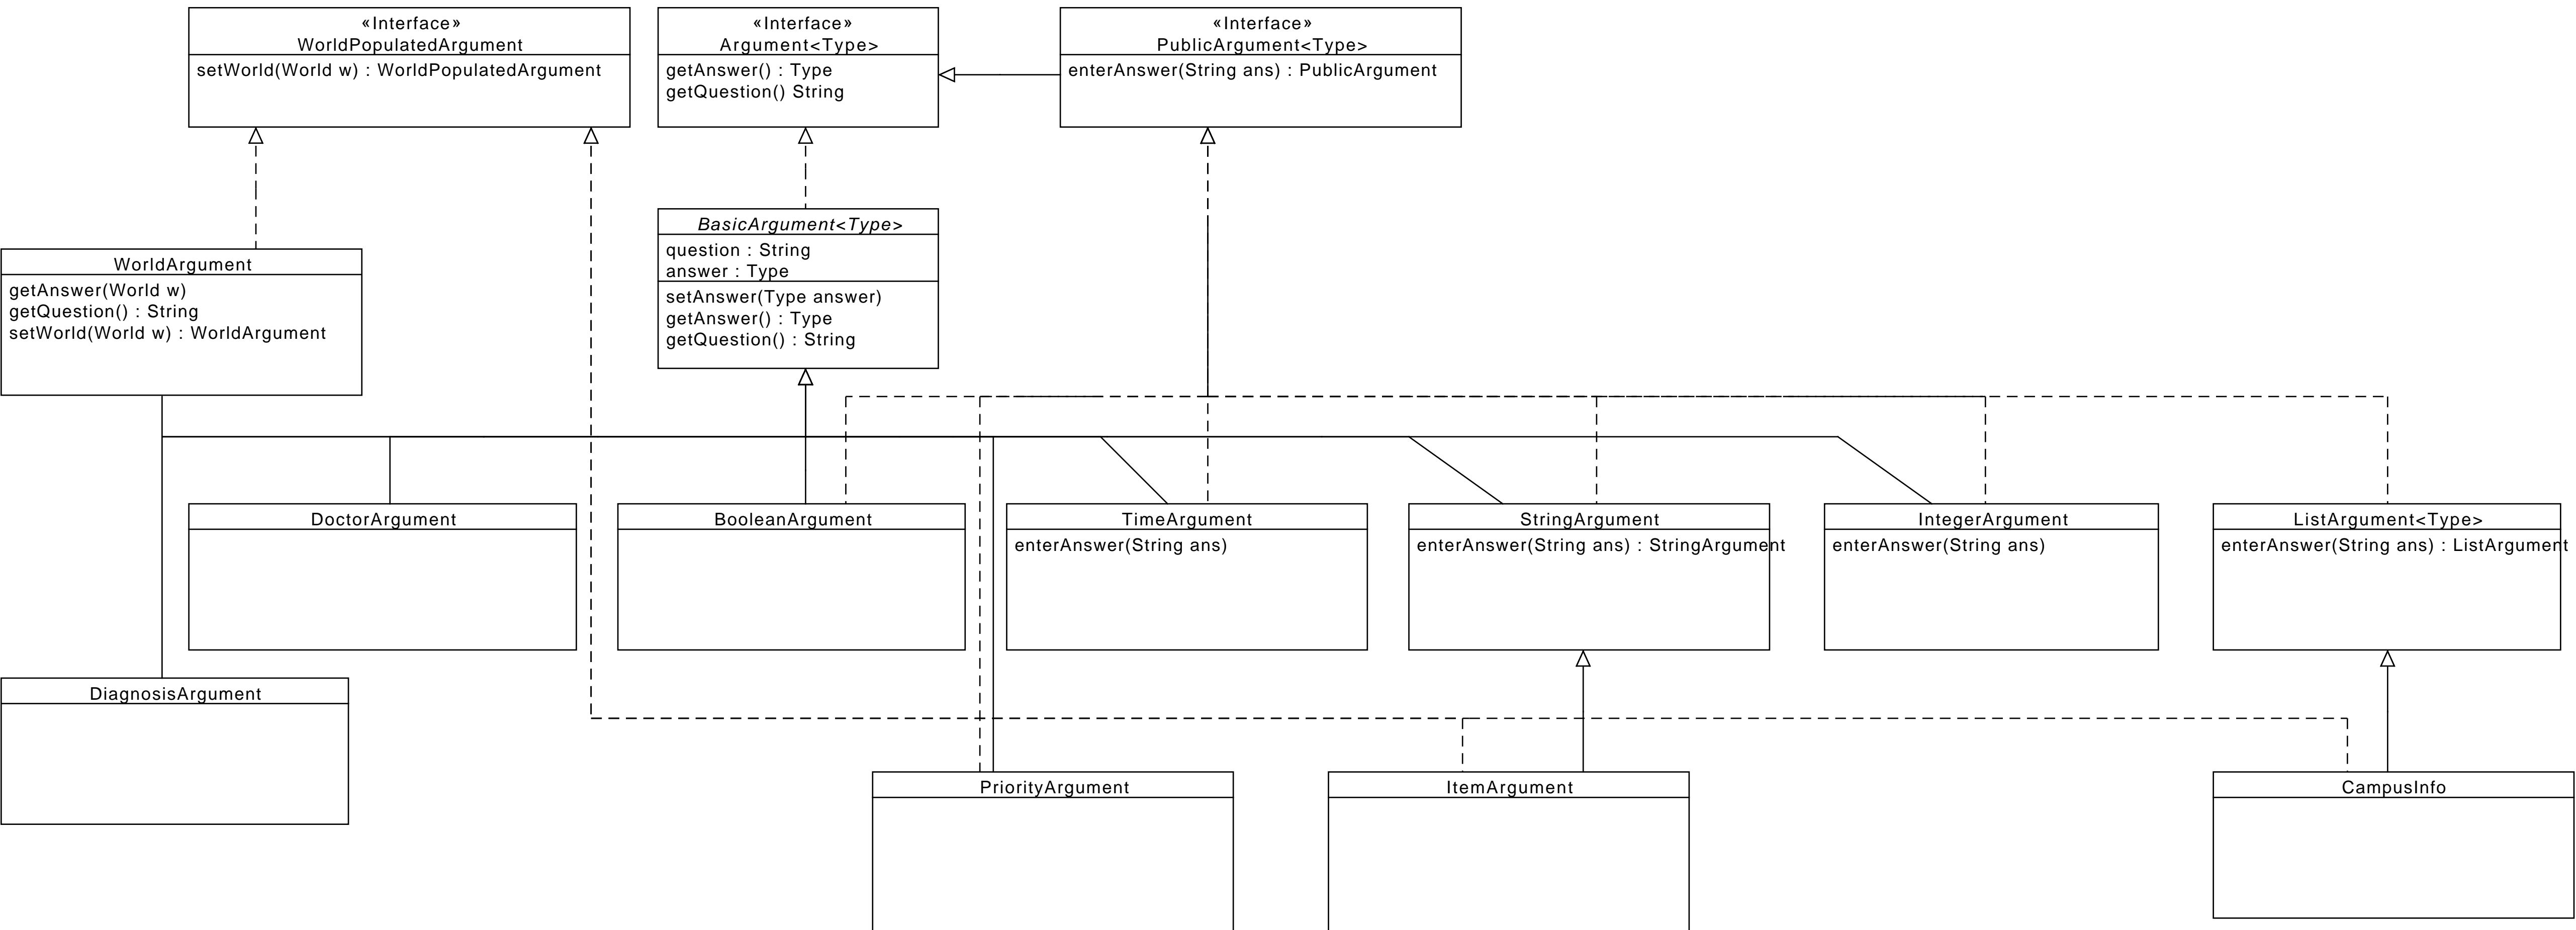 «Interface»
WorldPopulatedArgument
setWorld(World w) : WorldPopulatedArgument
«Interface»
Argument<Type>
getAnswer() : Type
getQuestion() String
«Interface»
PublicArgument<Type>
enterAnswer(String ans) : PublicArgument
BasicArgument<Type>
question : String
answer : Type
setAnswer(Type answer)
getAnswer() : Type
getQuestion() : String
WorldArgument
getAnswer(World w)
getQuestion() : String
setWorld(World w) : WorldArgument
DoctorArgument
BooleanArgument
TimeArgument
enterAnswer(String ans)
StringArgument
enterAnswer(String ans) : StringArgument
IntegerArgument
enterAnswer(String ans)
ListArgument<Type>
enterAnswer(String ans) : ListArgument
DiagnosisArgument
PriorityArgument
ItemArgument
CampusInfo